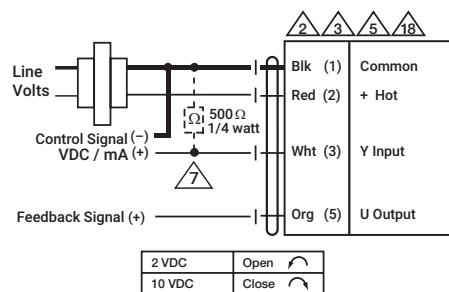 2 3 5 18
Line Volts
Blk (1) Common
Red (2) + Hot
Ω 500 Ω 1/4 watt
Control Signal (−)
VDC / mA (+)
Wht (3) Y Input
7
Feedback Signal (+)
Org (5) U Output
2 VDC Open
10 VDC Close